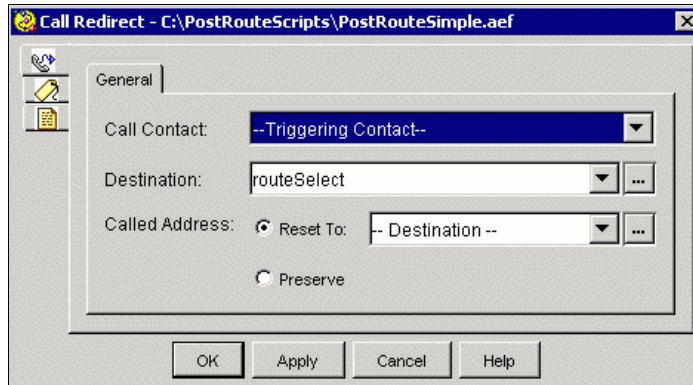 Call Redirect - C:\PostRouteScripts\PostRouteSimple.aef
General
Call Contact: --Triggering Contact--
Destination: routeSelect ...
Called Address: Reset To: -- Destination -- ...
Preserve
OK Apply Cancel Help